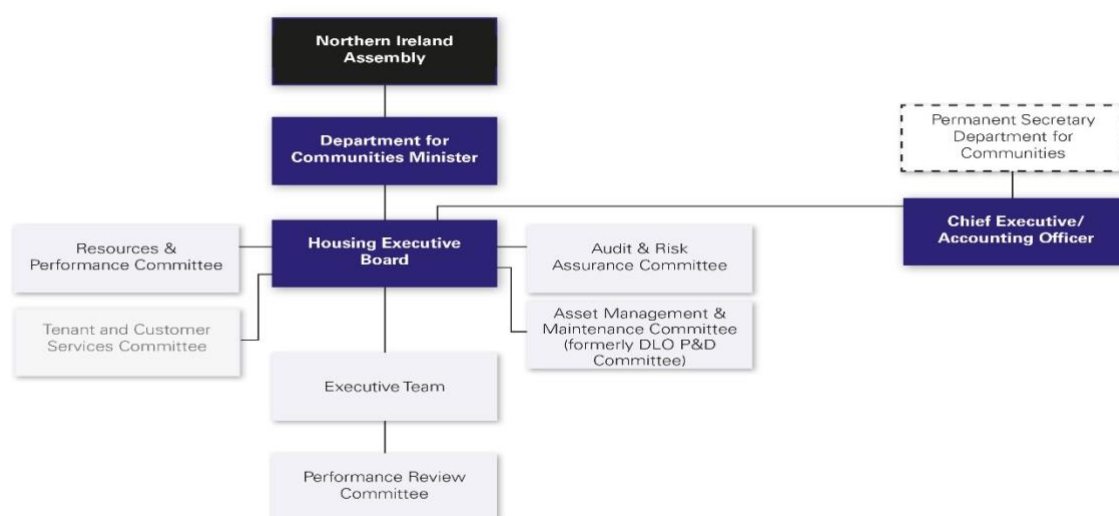 Northern Ireland
Assembly
Department for
Communities Minister
Permanent Secretary
Department for
Communities
Chief Executive/
Accounting Officer
Housing Executive
Board
Resources &
Performance Committee
Audit & Risk
Assurance Committee
Tenant and Customer
Services Committee
Asset Management &
Maintenance Committee
(formerly DLO P&D
Committee)
Executive Team
Performance Review
Committee